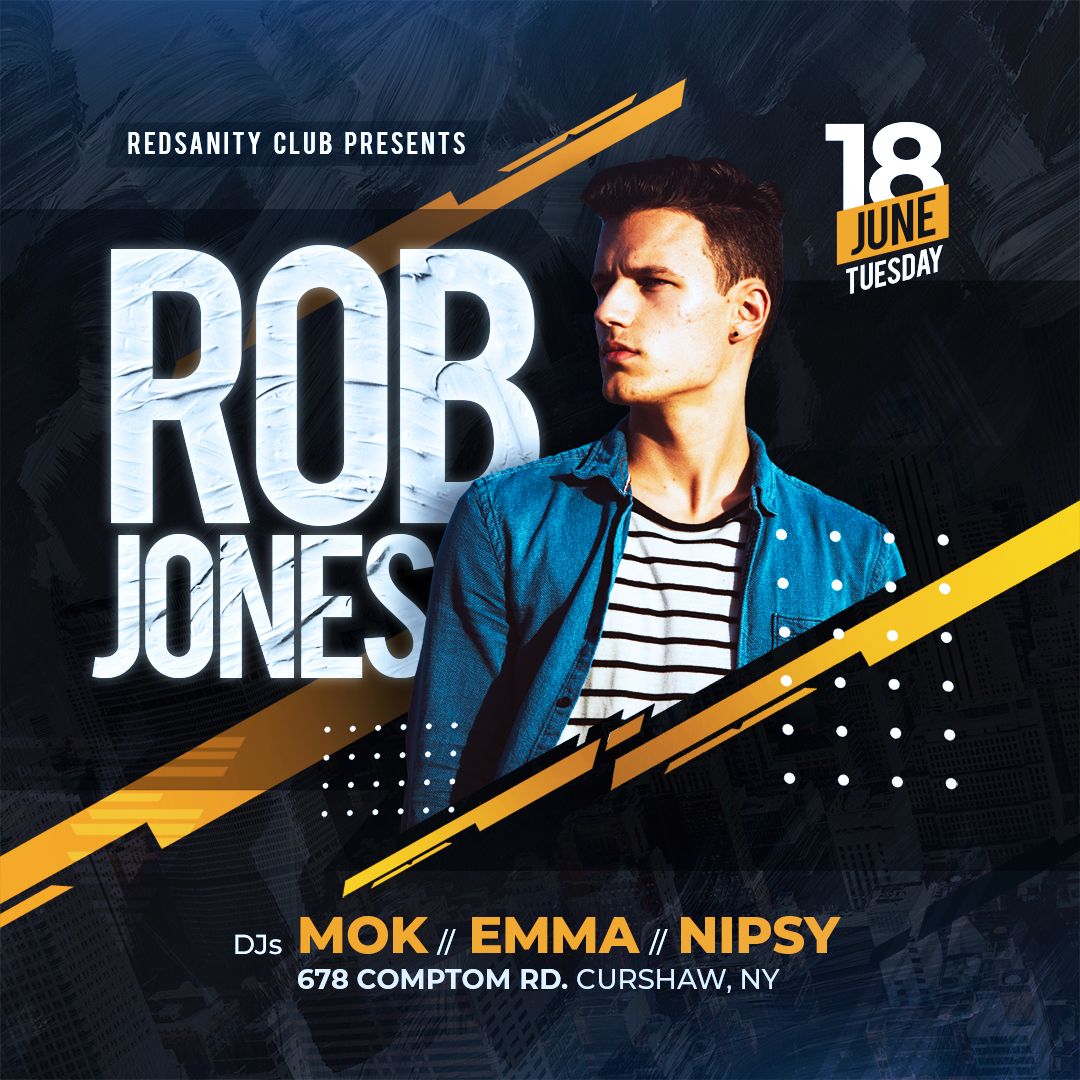 REDSANITY CLUB PRESENTS
ROB
JONES
18
JUNE
TUESDAY
DJs MOK // EMMA // NIPSY
678 COMPTOM RD. CURSHAW, NY